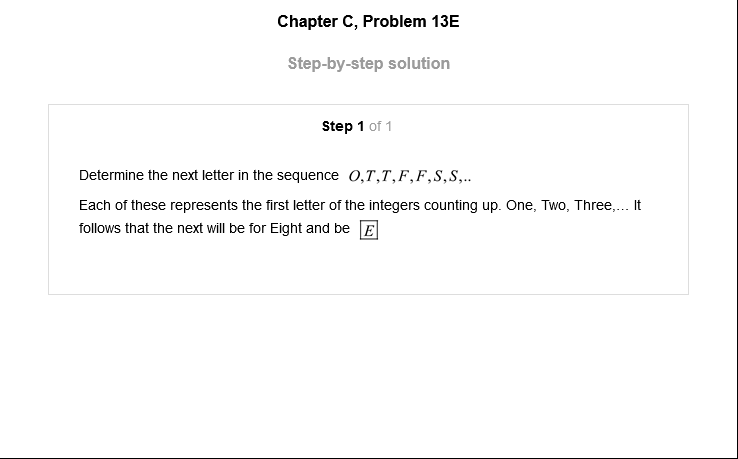 Chapter C, Problem 13E
Step-by-step solution
Step 1 of 1
Determine the next letter in the sequence O,T,T,F,F,S,S,..
Each of these represents the first letter of the integers counting up. One, Two, Three,... It
follows that the next will be for Eight and be E